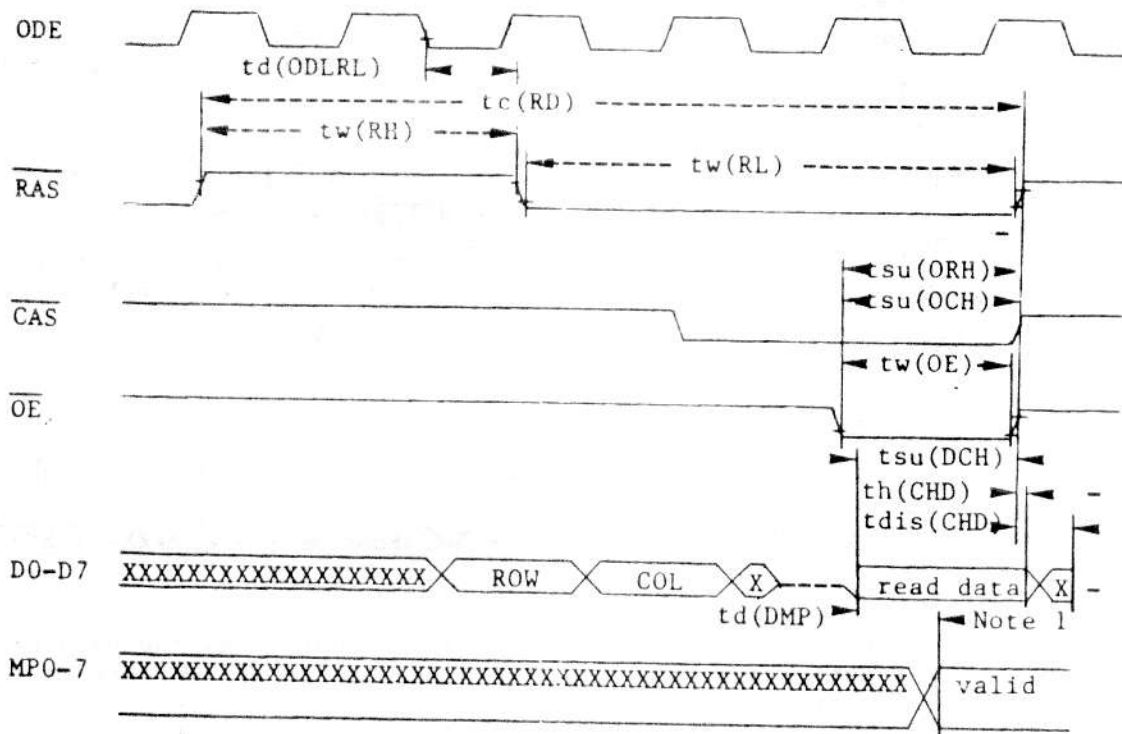 ODE
td(ODLRL)
tc(RD)
tw(RH)
tw(RL)
RAS
tsu(ORH)
tsu(OCH)
CAS
tw(OE)
OE
tsu(DCH)
th(CHD)
tdis(CHD)
D0-D7 XXXXXXXXXXXXXXXXXXX ROW COL X read data X
td(DMP) Note 1
MP0-7 XXXXXXXXXXXXXXXXXXXXXXXXXXXXXXXXXXXXXXXXX valid